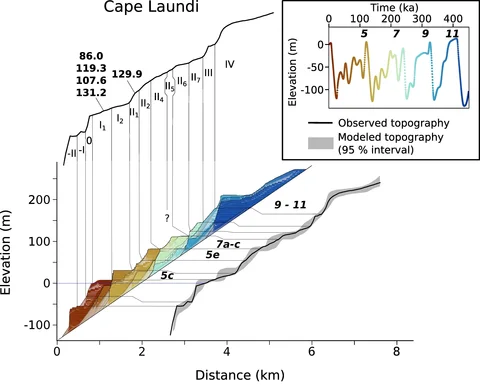 Cape Laundi
86.0
119.3
107.6
131.2
129.9
-II
-I
0
I1
I2
II1
II2
II4
II5
II6
II7
III
IV
Time (ka)
0 100 200 300 400
5 7 9 11
Elevation (m)
0
-50
-100
Observed topography
Modeled topography
(95 % interval)
Elevation (m)
200
100
0
-100
?
9 - 11
7a-c
5e
5c
0 2 4 6 8
Distance (km)